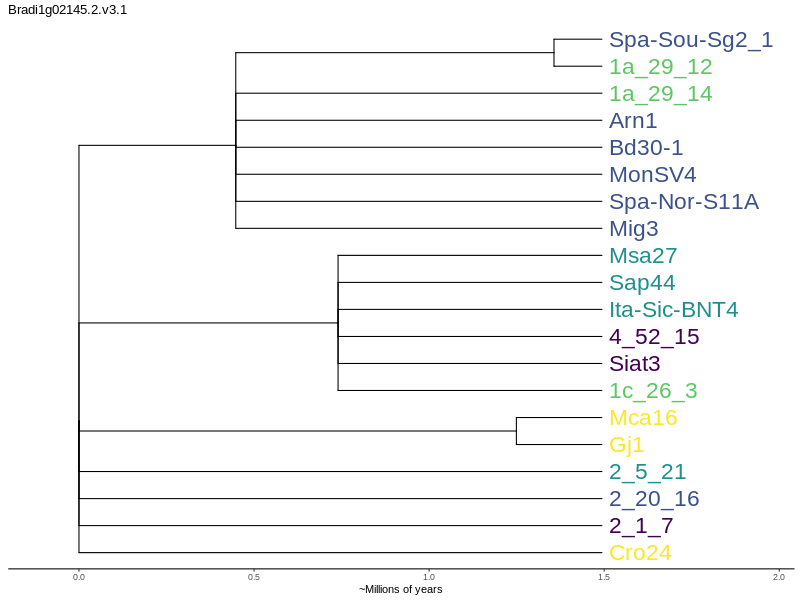 Bradi1g02145.2.v3.1
Spa-Sou-Sg2_1
1a_29_12
1a_29_14
Arn1
Bd30-1
MonSV4
Spa-Nor-S11A
Mig3
Msa27
Sap44
Ita-Sic-BNT4
4_52_15
Siat3
1c_26_3
Mca16
Gj1
2_5_21
2_20_16
2_1_7
Cro24
0.0 0.5 1.0 1.5 2.0
~Millions of years